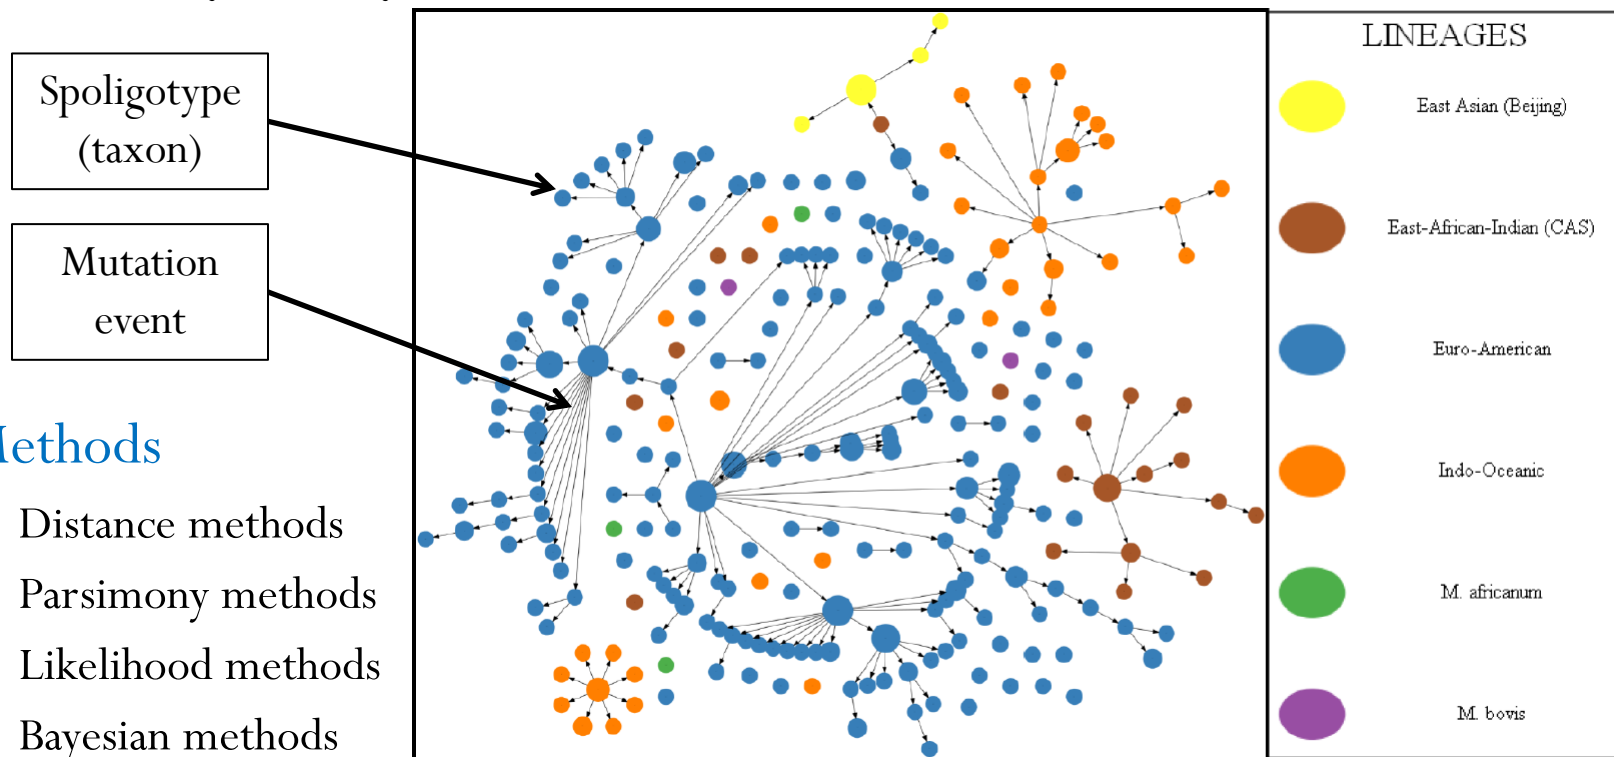 Spoligotype
(taxon)
Mutation
event
Methods
Distance methods
Parsimony methods
Likelihood methods
Bayesian methods
LINEAGES
East Asian (Beijing)
East-African-Indian (CAS)
Euro-American
Indo-Oceanic
M. africanum
M. bovis